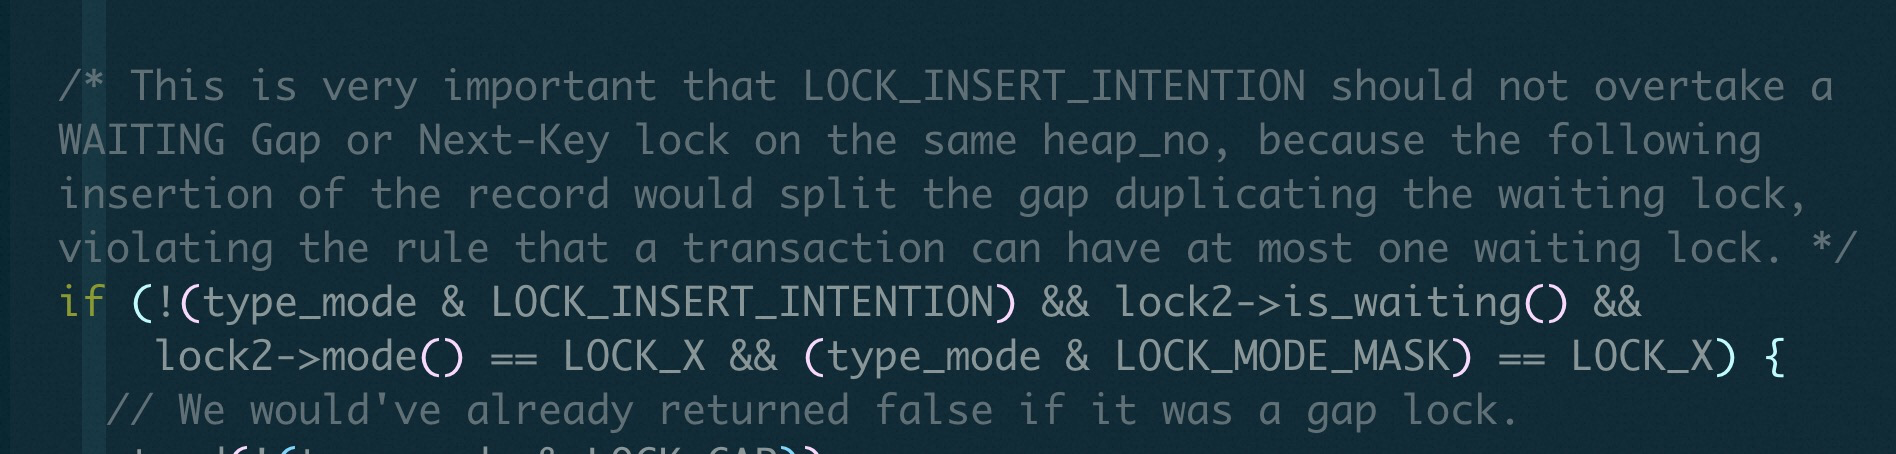 /* This is very important that LOCK_INSERT_INTENTION should not overtake a
WAITING Gap or Next-Key lock on the same heap_no, because the following
insertion of the record would split the gap duplicating the waiting lock,
violating the rule that a transaction can have at most one waiting lock. */
if (!(type_mode & LOCK_INSERT_INTENTION) && lock2->is_waiting() &&
lock2->mode() == LOCK_X && (type_mode & LOCK_MODE_MASK) == LOCK_X) {
// We would've already returned false if it was a gap lock.